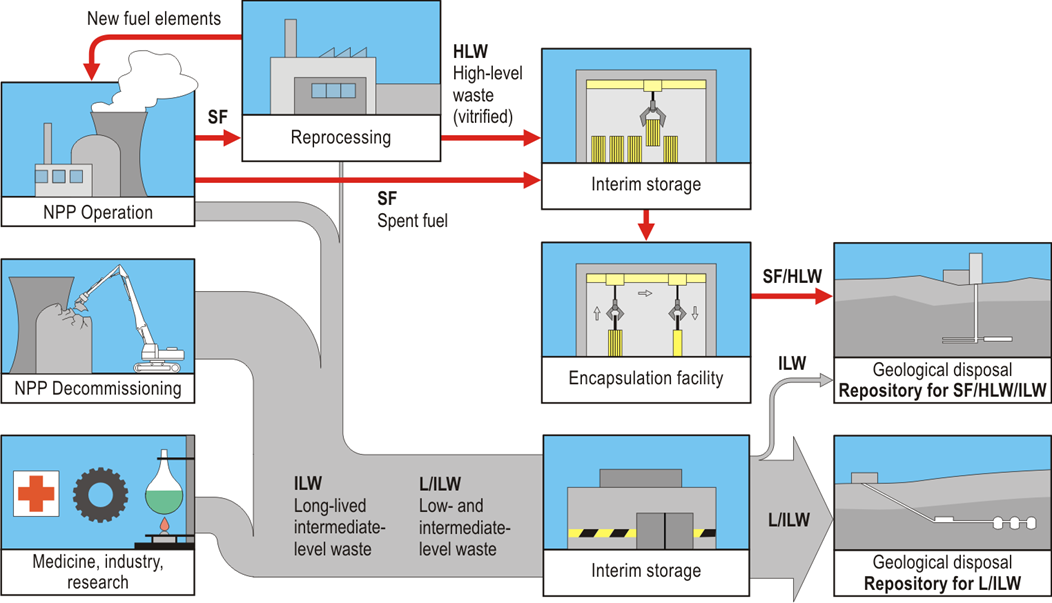 New fuel elements
SF
Reprocessing
HLW
High-level
waste
(vitrified)
Interim storage
NPP Operation
SF
Spent fuel
NPP Decommissioning
Encapsulation facility
SF/HLW
Geological disposal
Repository for SF/HLW/ILW
ILW
Medicine, industry,
research
ILW
Long-lived
intermediate-
level waste
L/ILW
Low- and
intermediate-
level waste
Interim storage
L/ILW
Geological disposal
Repository for L/ILW